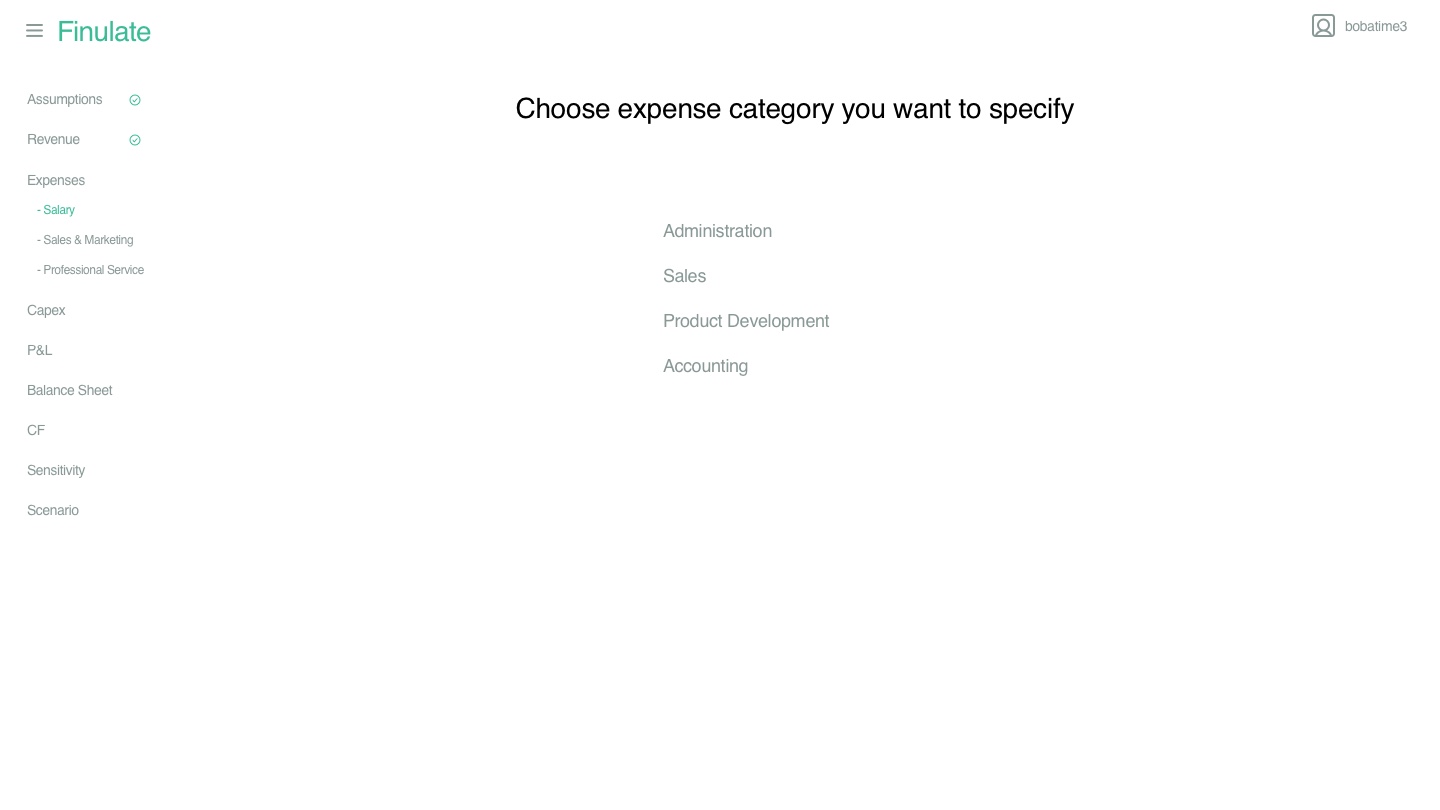 Finulate
bobatime3
Assumptions
Revenue
Expenses
- Salary
- Sales & Marketing
- Professional Service
Capex
P&L
Balance Sheet
CF
Sensitivity
Scenario
Choose expense category you want to specify
Administration
Sales
Product Development
Accounting